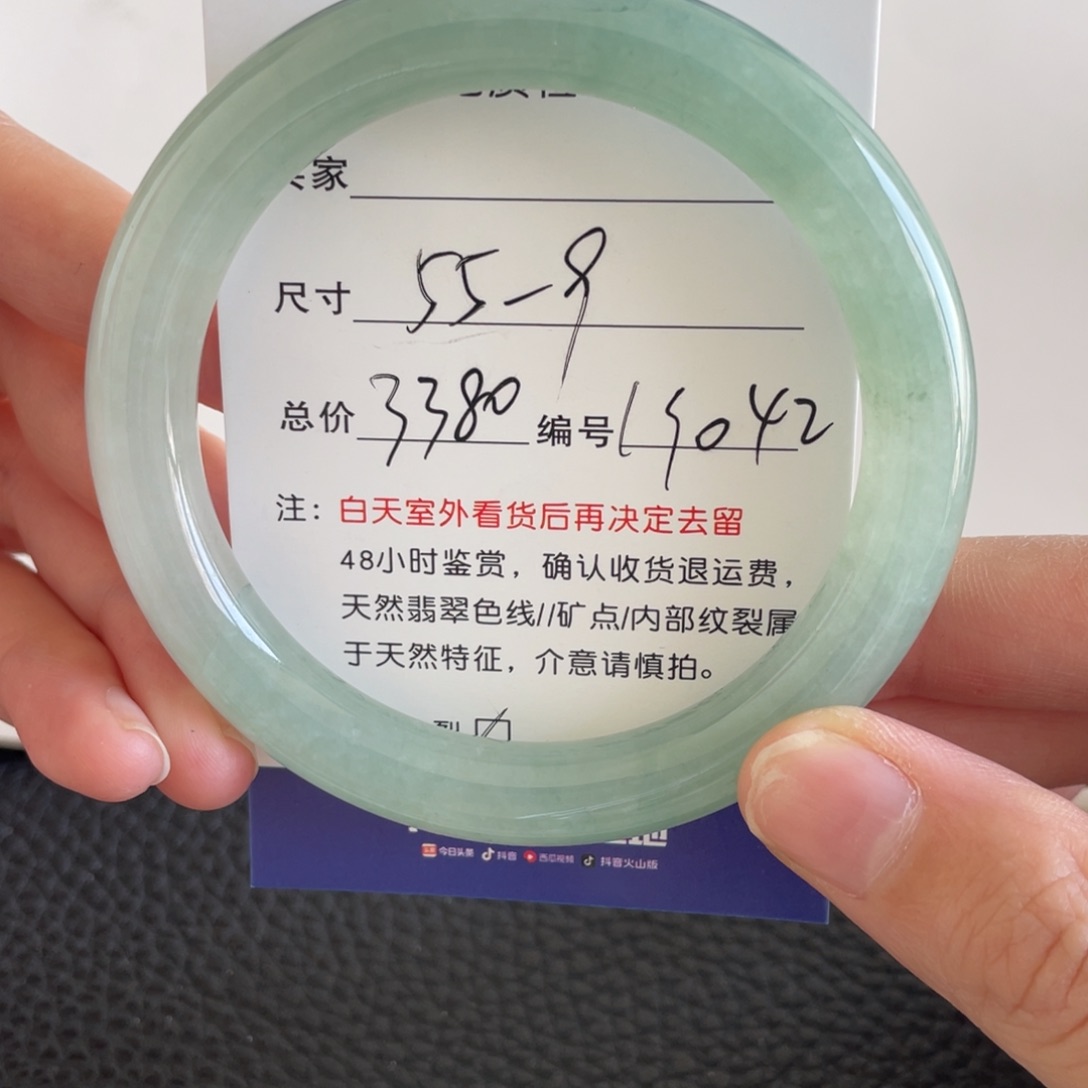 家
尺寸 55-9
总价 3380 编号 19042
注：白天室外看货后再决定去留
48小时鉴赏，确认收货退运费，
天然翡翠色线//矿点/内部纹裂属
于天然特征，介意请慎拍。
今日头条 抖音 西瓜视频 抖音火山版